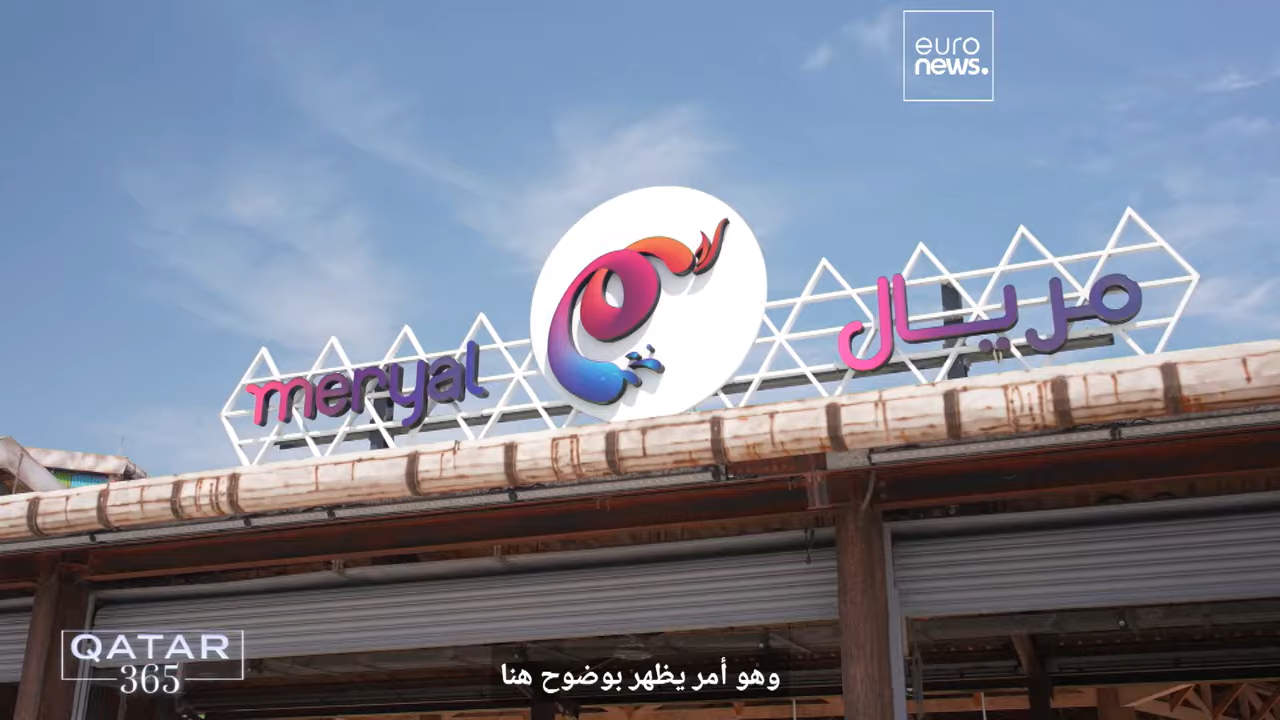 euro
news.
meryal
مريال
QATAR
365
وهو أمر يظهر بوضوح هنا